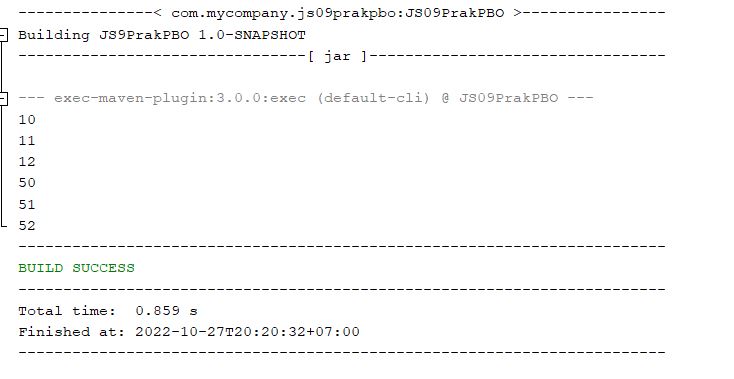 ---------------< com.mycompany.js09prakpbo:JS09PrakPBO >----------------
Building JS9PrakPBO 1.0-SNAPSHOT
--------------------------------[ jar ]---------------------------------
--- exec-maven-plugin:3.0.0:exec (default-cli) @ JS09PrakPBO ---
10
11
12
50
51
52
------------------------------------------------------------------------
BUILD SUCCESS
------------------------------------------------------------------------
Total time:  0.859 s
Finished at: 2022-10-27T20:20:32+07:00
------------------------------------------------------------------------